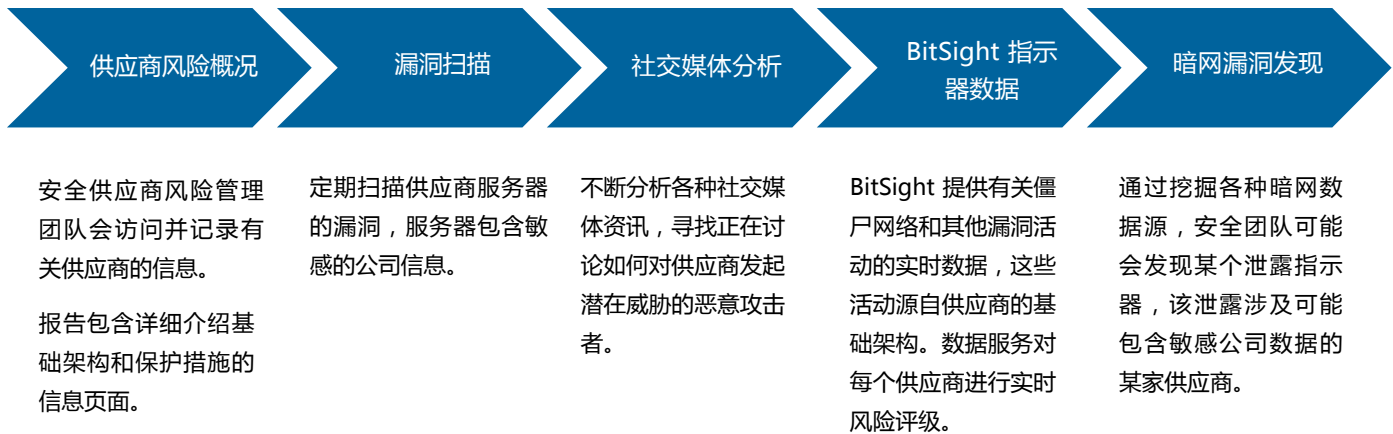 供应商风险概况
漏洞扫描
社交媒体分析
BitSight 指示
器数据
暗网漏洞发现
安全供应商风险管理
团队会访问并记录有
关供应商的信息。
报告包含详细介绍基
础架构和保护措施的
信息页面。
定期扫描供应商服务器
的漏洞，服务器包含敏
感的公司信息。
不断分析各种社交媒
体资讯，寻找正在讨
论如何对供应商发起
潜在威胁的恶意攻击
者。
BitSight 提供有关僵
尸网络和其他漏洞活
动的实时数据，这些
活动源自供应商的基
础架构。数据服务对
每个供应商进行实时
风险评级。
通过挖掘各种暗网数
据源，安全团队可能
会发现某个泄露指示
器，该泄露涉及可能
包含敏感公司数据的
某家供应商。